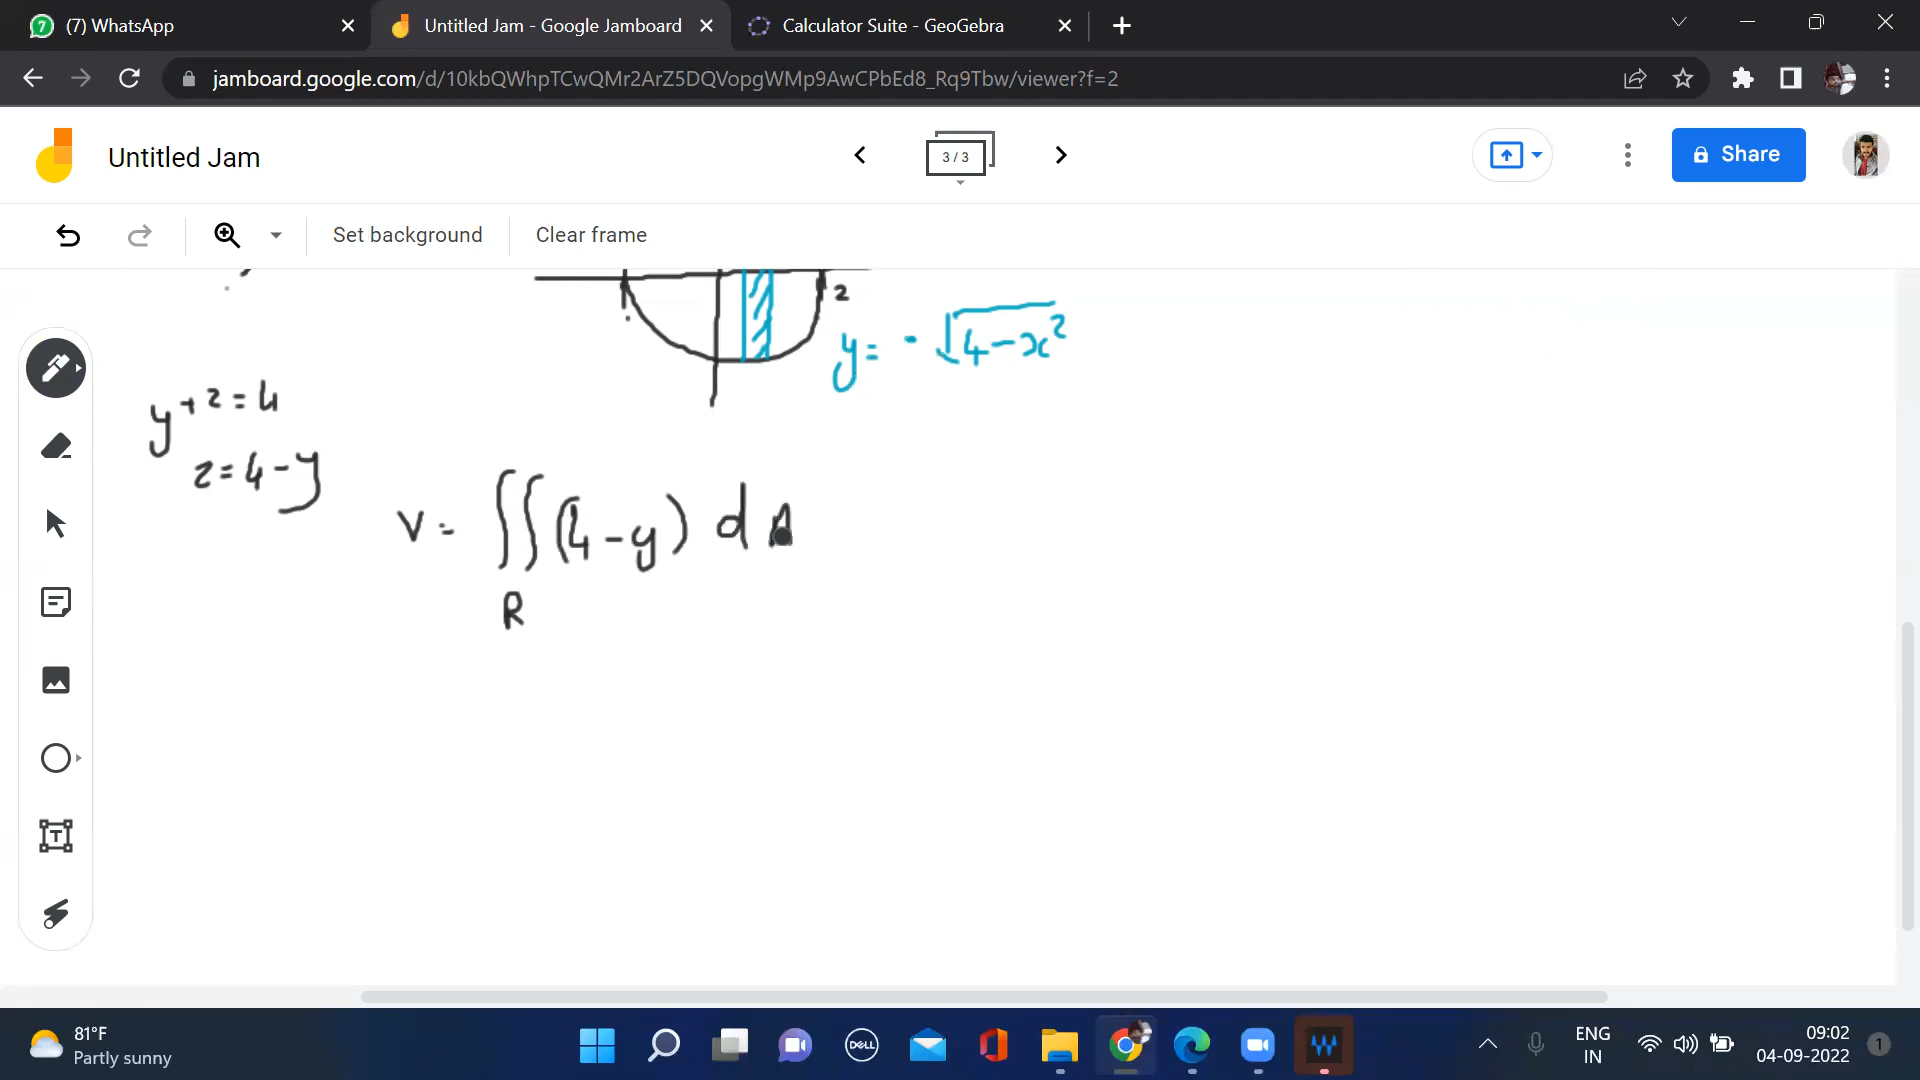 (7) WhatsApp
Untitled Jam - Google Jamboard
Calculator Suite - GeoGebra
jamboard.google.com/d/10kbQWhpTCwQMr2ArZ5DQVopgWMp9AwCPbEd8_Rq9Tbw/viewer?f=2
Untitled Jam
3 / 3
Share
Set background
Clear frame
2
y = - √(4-x²)
y+z=4
z=4-y
V= ∫∫(4-y) dA
R
81°F
Partly sunny
DELL
ENG
IN
09:02
04-09-2022
1